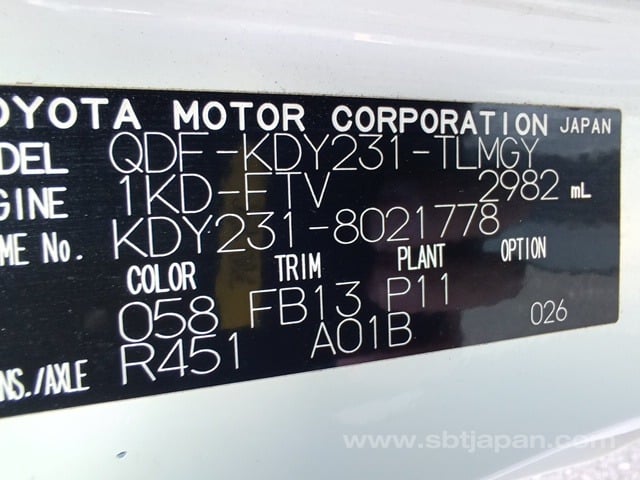 OYOTA MOTOR CORPORATION JAPAN
DEL QDF-KDY231-TLMGY
GINE 1KD-FTV 2982 mL
ME No. KDY231-8021778
COLOR TRIM PLANT OPTION
058 FB13 P11 026
NS./AXLE R451 A01B
www.sbtjapan.com